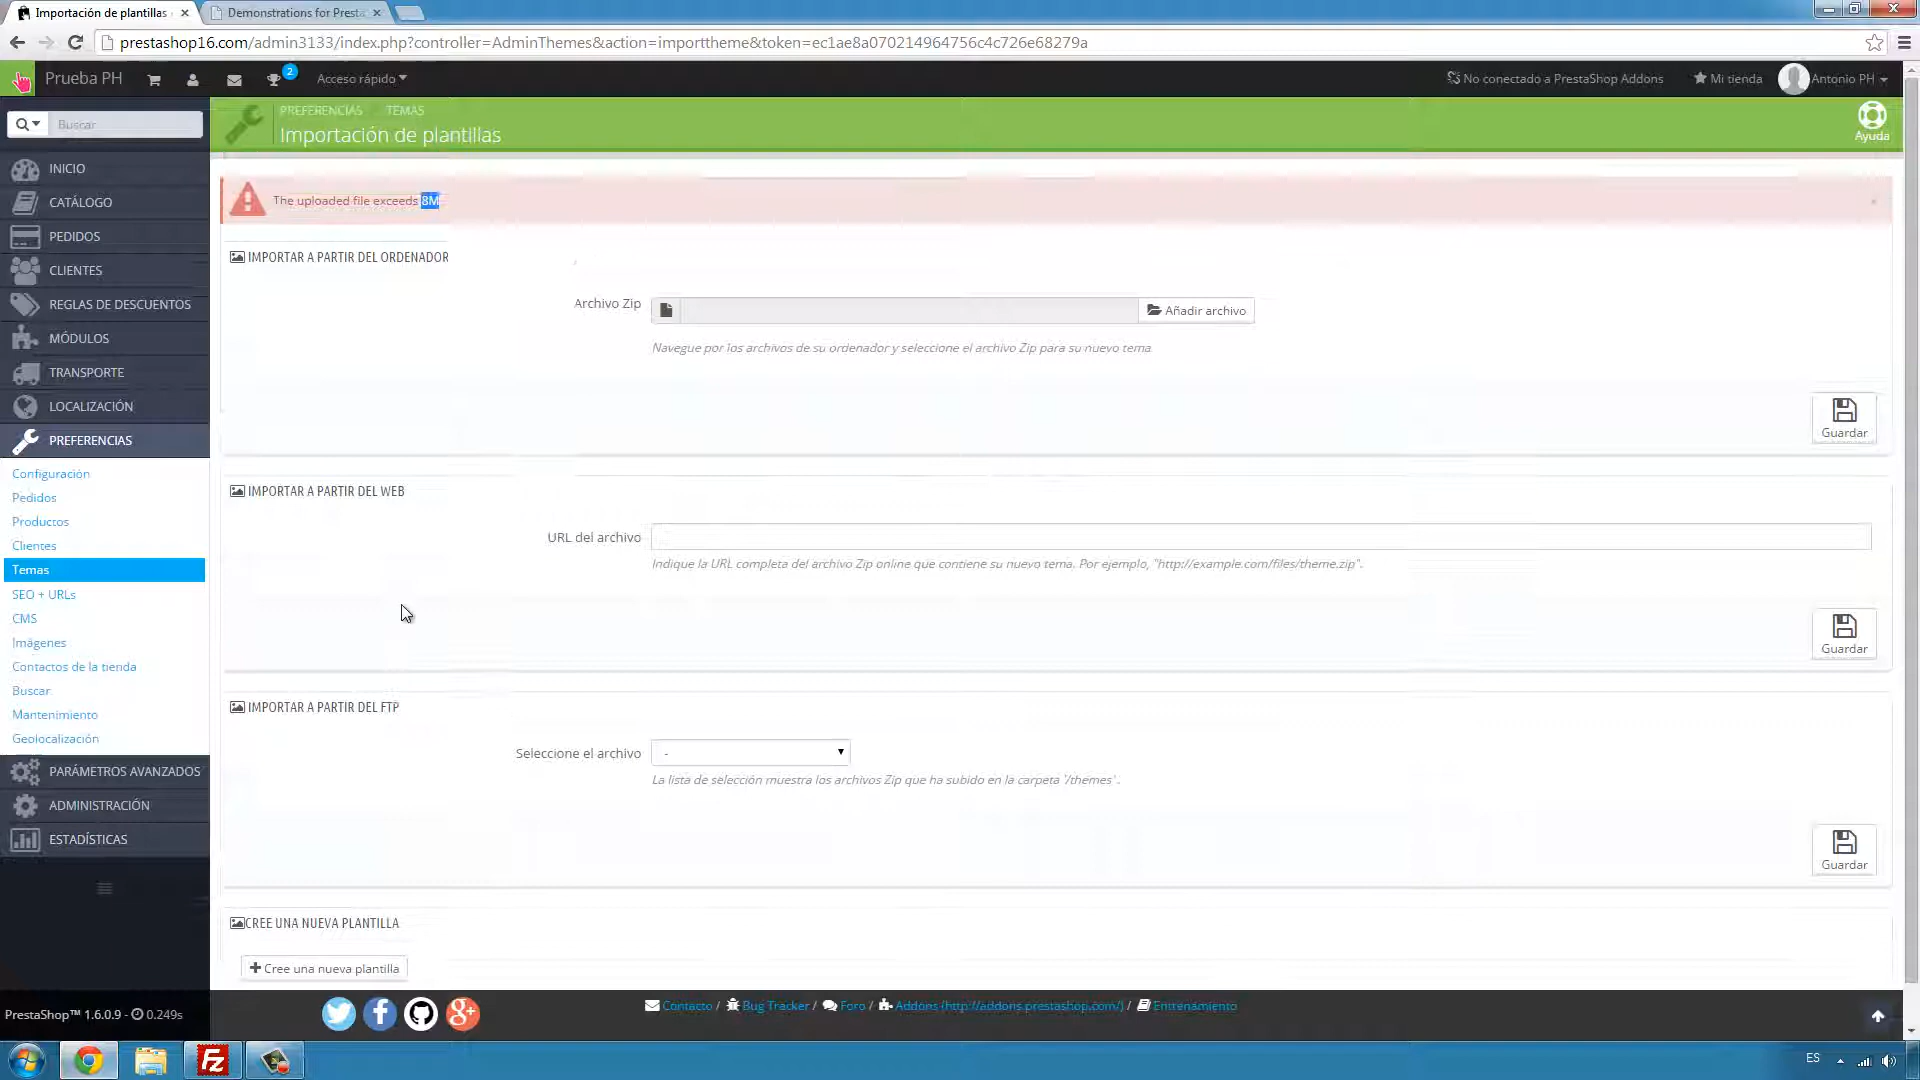 Importación de plantillas
Demonstrations for Presta
prestashop16.com/admin3133/index.php?controller=AdminThemes&action=importtheme&token=ec1ae8a070214964756c4c726e68279a
Prueba PH
2
Acceso rápido
No conectado a PrestaShop Addons
Mi tienda
Antonio PH
Buscar
PREFERENCIAS
TEMAS
Importación de plantillas
Ayuda
INICIO
CATÁLOGO
PEDIDOS
CLIENTES
REGLAS DE DESCUENTOS
MÓDULOS
TRANSPORTE
LOCALIZACIÓN
PREFERENCIAS
Configuración
Pedidos
Productos
Clientes
Temas
SEO + URLs
CMS
Imágenes
Contactos de la tienda
Buscar
Mantenimiento
Geolocalización
PARÁMETROS AVANZADOS
ADMINISTRACIÓN
ESTADÍSTICAS
The uploaded file exceeds 8M
×
IMPORTAR A PARTIR DEL ORDENADOR
Archivo Zip
Añadir archivo
Navegue por los archivos de su ordenador y seleccione el archivo Zip para su nuevo tema.
Guardar
IMPORTAR A PARTIR DEL WEB
URL del archivo
Indique la URL completa del archivo Zip online que contiene su nuevo tema. Por ejemplo, "http://example.com/files/theme.zip".
Guardar
IMPORTAR A PARTIR DEL FTP
Seleccione el archivo
-
La lista de selección muestra los archivos Zip que ha subido en la carpeta '/themes' .
Guardar
CREE UNA NUEVA PLANTILLA
Cree una nueva plantilla
PrestaShop™ 1.6.0.9 - 0.249s
Contacto / Bug Tracker / Foro / Addons (http://addons.prestashop.com/) / Entrenamiento
ES